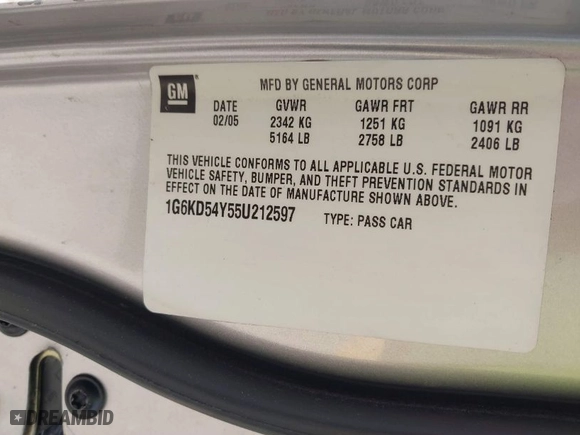 GM
MFD BY GENERAL MOTORS CORP
DATE GVWR GAWR FRT GAWR RR
02/05 2342 KG 1251 KG 1091 KG
5164 LB 2758 LB 2406 LB
THIS VEHICLE CONFORMS TO ALL APPLICABLE U.S. FEDERAL MOTOR
VEHICLE SAFETY, BUMPER, AND THEFT PREVENTION STANDARDS IN
EFFECT ON THE DATE OF MANUFACTURE SHOWN ABOVE.
1G6KD54Y55U212597 TYPE: PASS CAR
DREAMBID